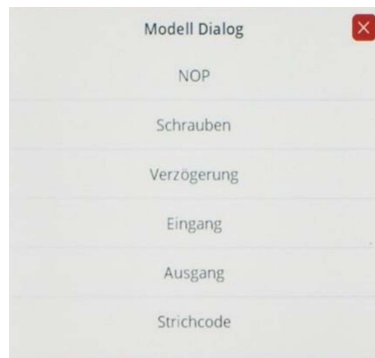 Modell Dialog
NOP
Schrauben
Verzögerung
Eingang
Ausgang
Strichcode